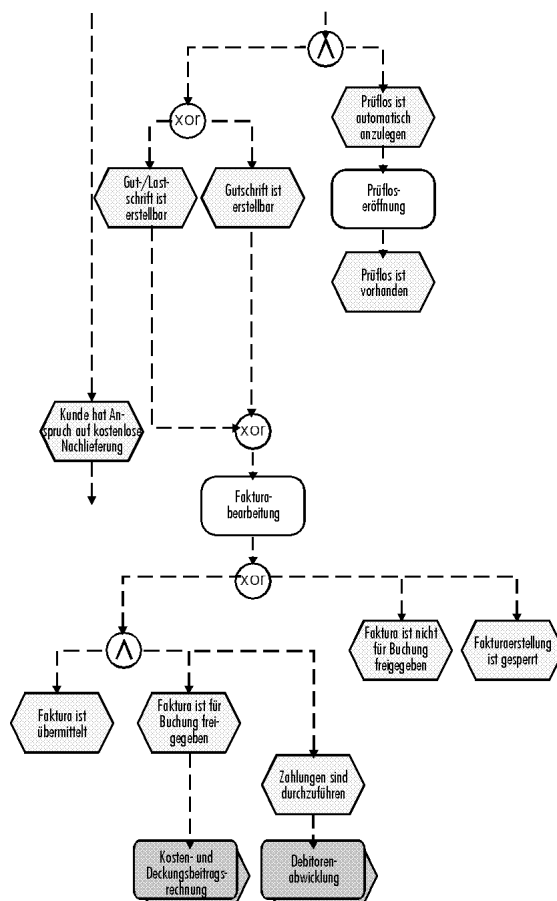 ∧
xor
Prüflos ist
automatisch
anzulegen
Gut-/Last-
schrift ist
erstellbar
Gutschrift ist
erstellbar
Prüflos-
eröffnung
Prüflos ist
vorhanden
Kunde hat An-
spruch auf kostenlose
Nachlieferung
xor
Faktura-
bearbeitung
xor
∧
Faktura ist nicht
für Buchung
freigegeben
Fakturaerstellung
ist gesperrt
Faktura ist
übermittelt
Faktura ist für
Buchung frei-
gegeben
Zahlungen sind
durchzuführen
Kosten- und
Deckungsbeitrags-
rechnung
Debitoren-
abwicklung